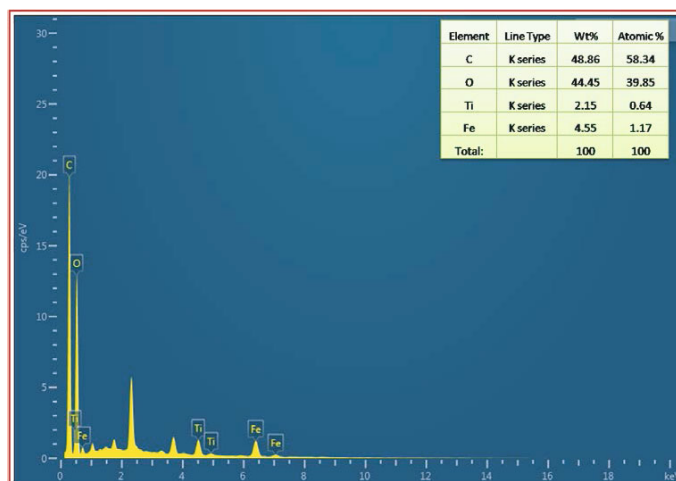 Element Line Type Wt% Atomic %
C K series 48.86 58.34
O K series 44.45 39.85
Ti K series 2.15 0.64
Fe K series 4.55 1.17
Total: 100 100
30
25
20
15
10
5
0
cps/eV
C
O
Ti
Fe
Ti
Ti
Fe
Fe
0 2 4 6 8 10 12 14 16 18 keV